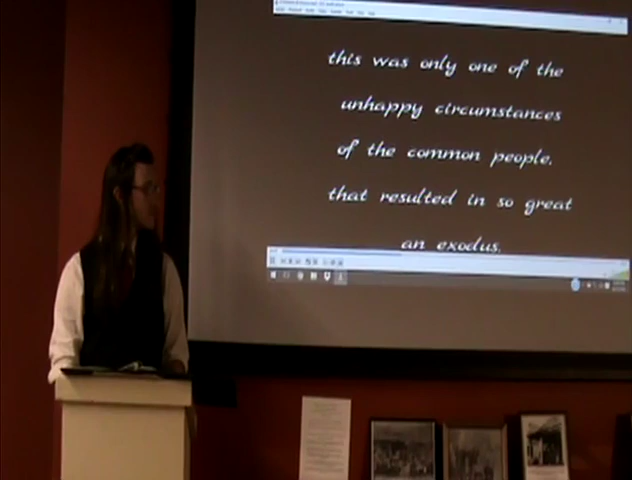 this was only one of the
unhappy circumstances
of the common people.
that resulted in so great
an exodus.